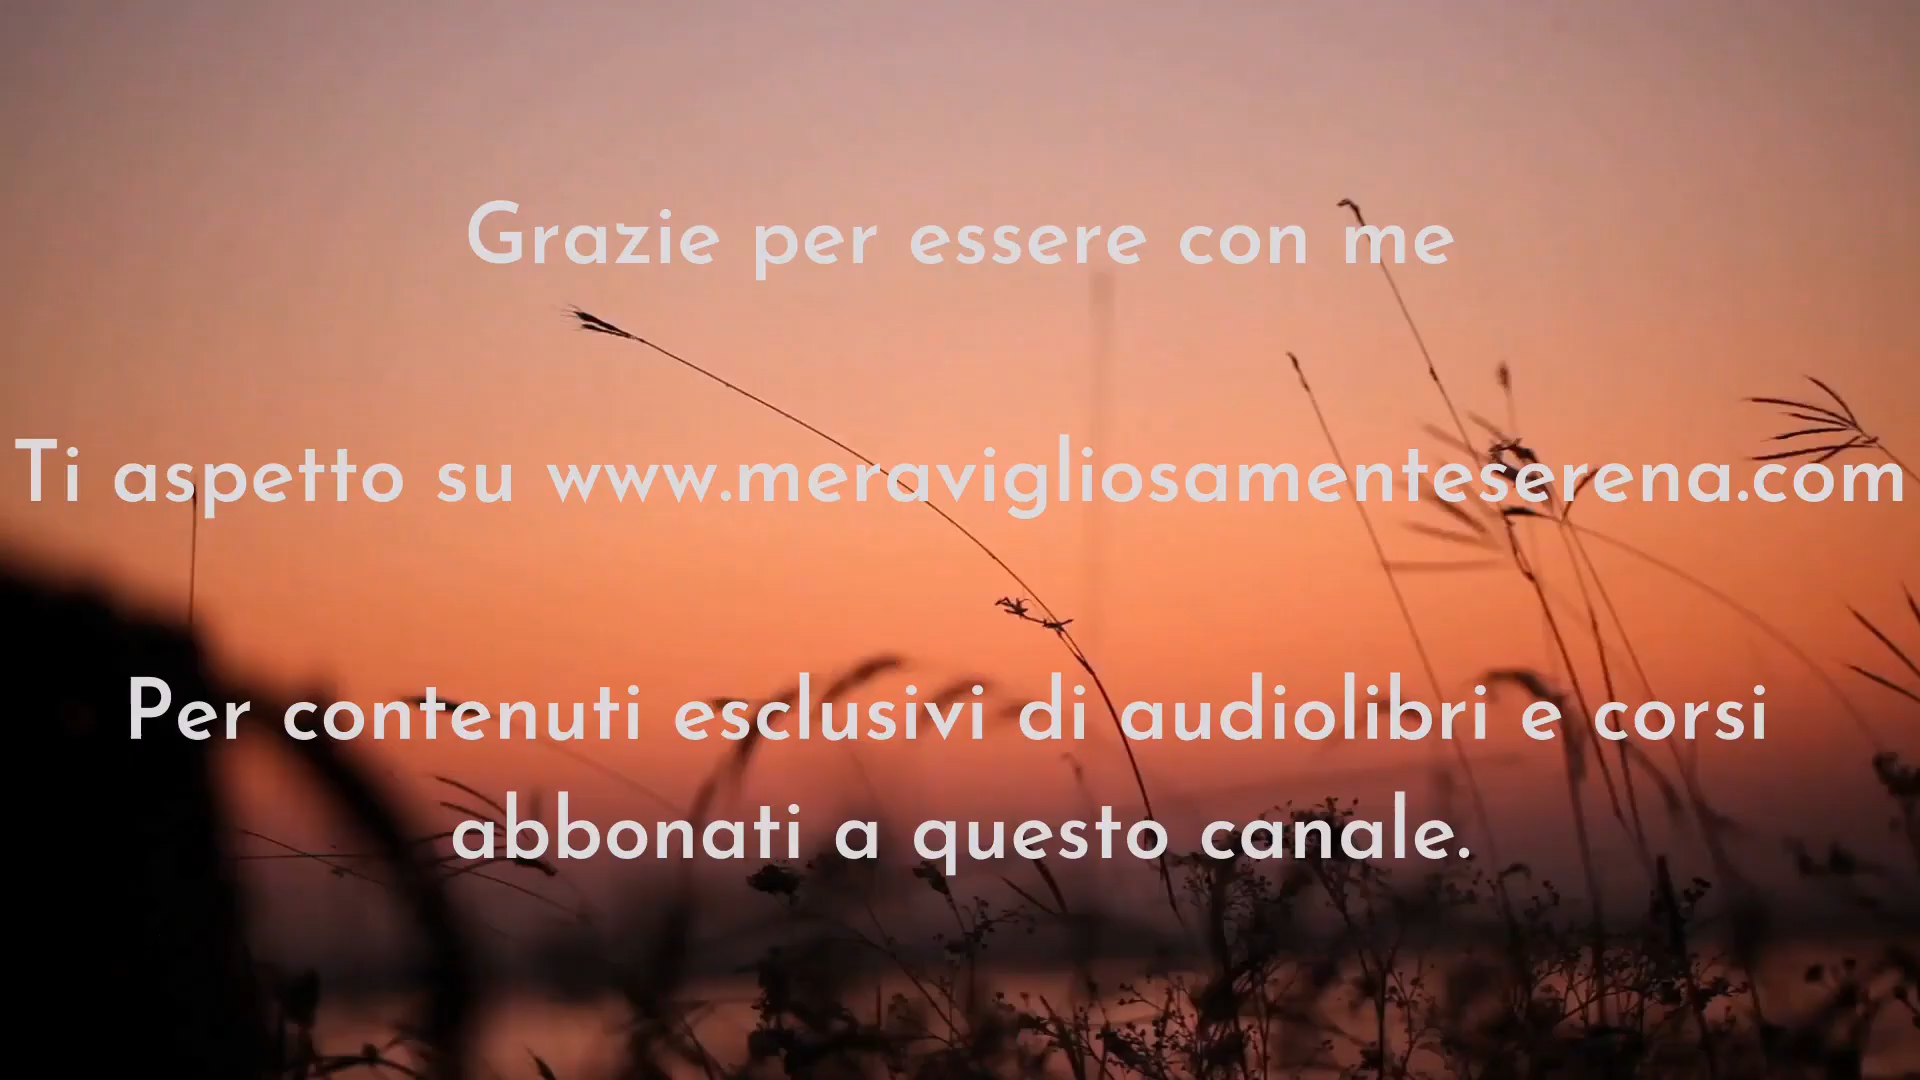 Grazie per essere con me
Ti aspetto su www.meravigliosamenteserena.com
Per contenuti esclusivi di audiolibri e corsi
abbonati a questo canale.